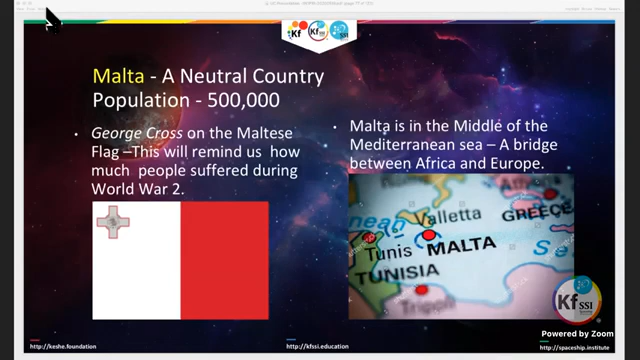 Kf SSI
Malta - A Neutral Country
Population - 500,000
• George Cross on the Maltese
Flag –This will remind us how
much people suffered during
World War 2.
• Malta is in the Middle of the
Mediterranean sea – A bridge
between Africa and Europe.
Valletta
GREECE
Tunis
MALTA
TUNISIA
Tripoli
Kf SSI
Powered by Zoom
http://keshe.foundation
http://kfssi.education
http://spaceship.institute